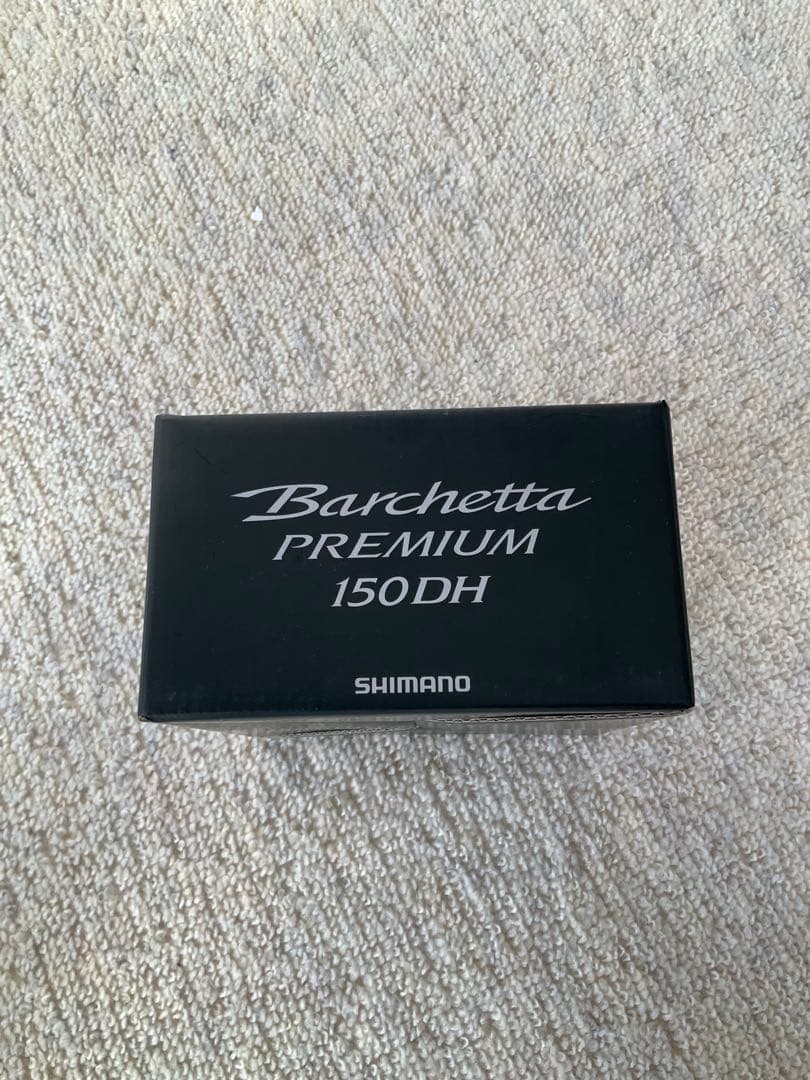 Barchetta
PREMIUM
150DH
SHIMANO